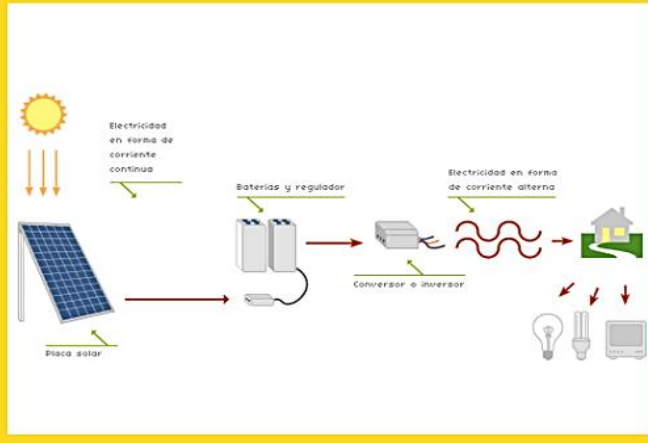 Electricidad
en forma de
corriente
continua
Baterías y regulador
Electricidad en forma
de corriente alterna
Conversor o inversor
Placa solar